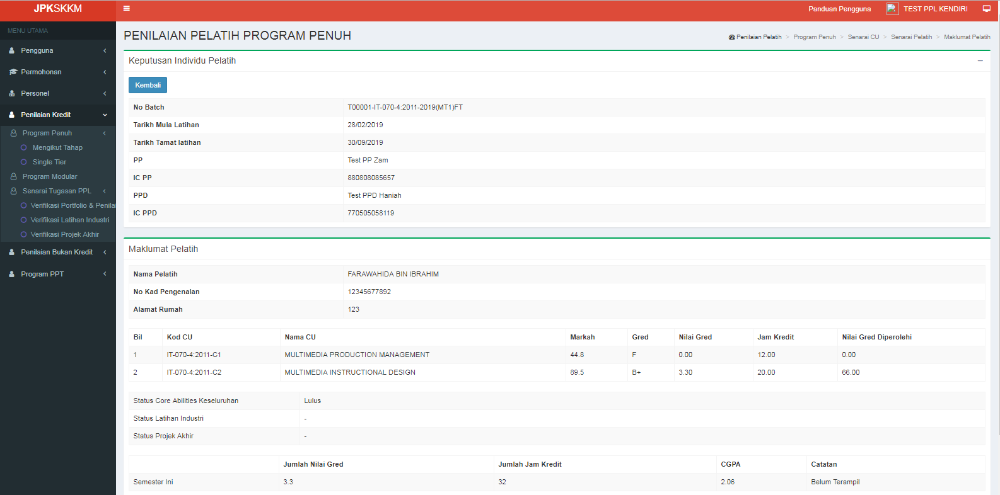 JPKSKKM
Panduan Pengguna TEST PPL KENDIRI
MENU UTAMA
Pengguna
Permohonan
Personel
Penilaian Kredit
Program Penuh
Mengikut Tahap
Single Tier
Program Modular
Senarai Tugasan PPL
Verifikasi Portfolio & Penilai
Verifikasi Latihan Industri
Verifikasi Projek Akhir
Penilaian Bukan Kredit
Program PPT
PENILAIAN PELATIH PROGRAM PENUH
Penilaian Pelatih > Program Penuh > Senarai CU > Senarai Pelatih > Maklumat Pelatih
Keputusan Individu Pelatih
Kembali
No Batch T00001-IT-070-4:2011-2019(MT1)FT
Tarikh Mula Latihan 28/02/2019
Tarikh Tamat latihan 30/09/2019
PP Test PP Zam
IC PP 880808085657
PPD Test PPD Haniah
IC PPD 770505058119
Maklumat Pelatih
Nama Pelatih FARAWAHIDA BIN IBRAHIM
No Kad Pengenalan 12345677892
Alamat Rumah 123
Bil Kod CU Nama CU Markah Gred Nilai Gred Jam Kredit Nilai Gred Diperolehi
1 IT-070-4:2011-C1 MULTIMEDIA PRODUCTION MANAGEMENT 44.8 F 0.00 12.00 0.00
2 IT-070-4:2011-C2 MULTIMEDIA INSTRUCTIONAL DESIGN 89.5 B+ 3.30 20.00 66.00
Status Core Abilities Keseluruhan Lulus
Status Latihan Industri -
Status Projek Akhir -
Jumlah Nilai Gred Jumlah Jam Kredit CGPA Catatan
Semester Ini 3.3 32 2.06 Belum Terampil